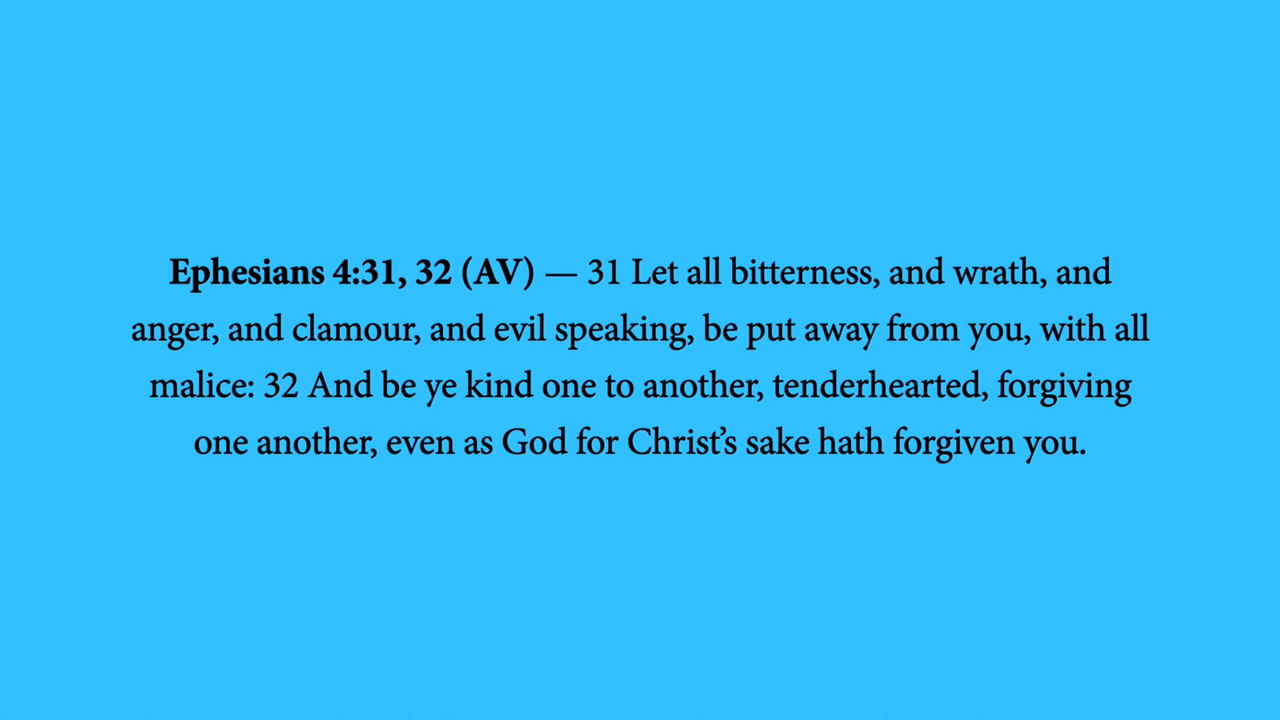 Ephesians 4:31, 32 (AV) — 31 Let all bitterness, and wrath, and
anger, and clamour, and evil speaking, be put away from you, with all
malice: 32 And be ye kind one to another, tenderhearted, forgiving
one another, even as God for Christ’s sake hath forgiven you.